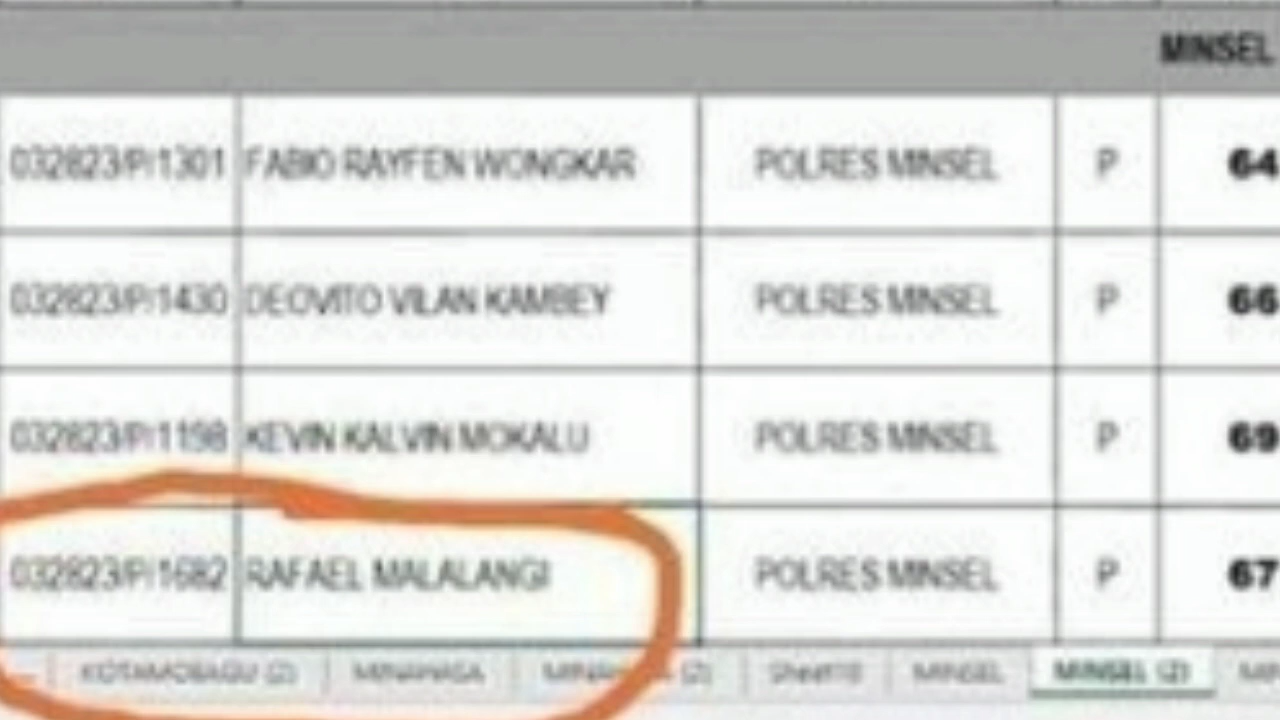 MINSEL
032823/P/1301 FABIO RAYFEN WONGKAR POLRES MINSEL P 64
032823/P/1430 DEOVITO VILAN KAMBEY POLRES MINSEL P 66
032823/P/1198 KEVIN KALVIN MOKALU POLRES MINSEL P 69
032823/P/1682 RAFAEL MALALANGI POLRES MINSEL P 67
KOTAMOBAGU (2) MINAHASA (2) MINSEL MINSEL (2)